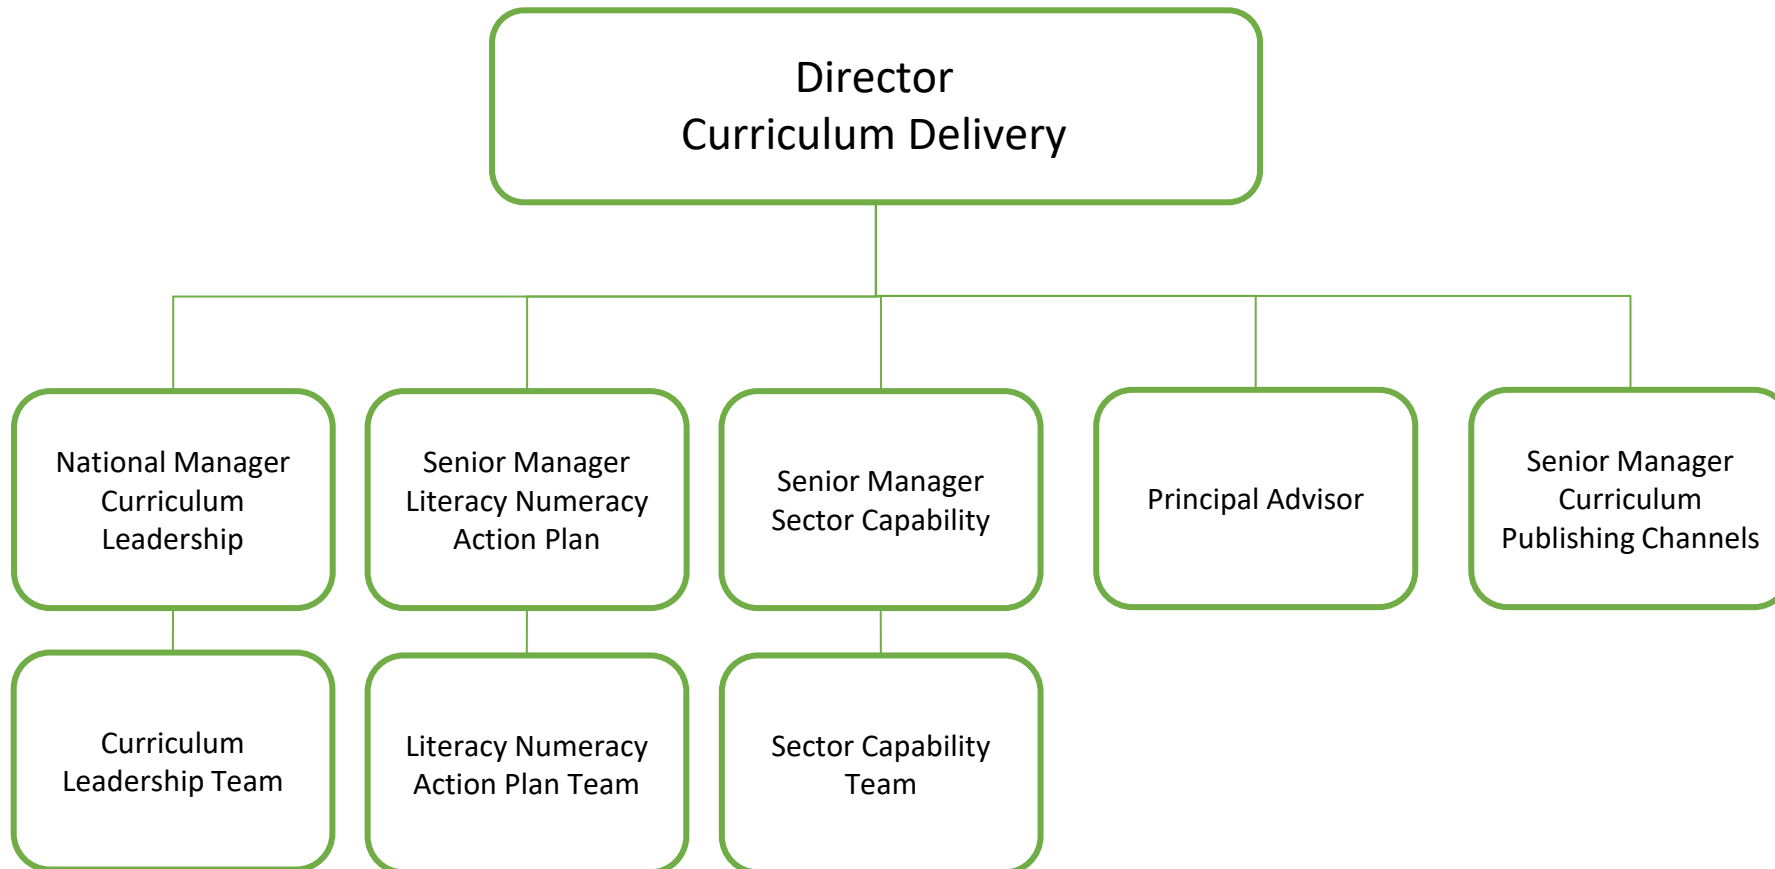 Director
Curriculum Delivery
National Manager
Curriculum
Leadership
Senior Manager
Literacy Numeracy
Action Plan
Senior Manager
Sector Capability
Principal Advisor
Senior Manager
Curriculum
Publishing Channels
Curriculum
Leadership Team
Literacy Numeracy
Action Plan Team
Sector Capability
Team